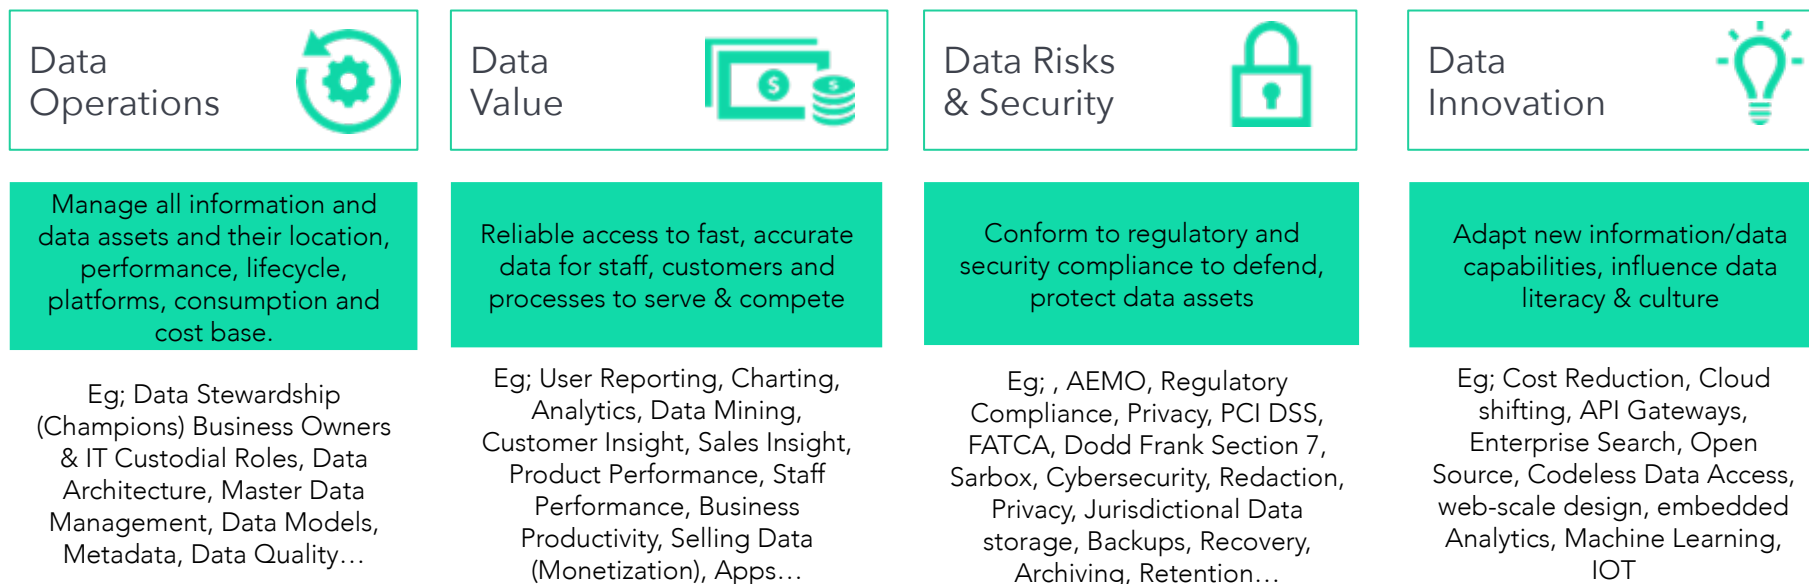 Data
Operations
Manage all information and
data assets and their location,
performance, lifecycle,
platforms, consumption and
cost base.
Eg; Data Stewardship
(Champions) Business Owners
& IT Custodial Roles, Data
Architecture, Master Data
Management, Data Models,
Metadata, Data Quality…
Data
Value
$
$
Reliable access to fast, accurate
data for staff, customers and
processes to serve & compete
Eg; User Reporting, Charting,
Analytics, Data Mining,
Customer Insight, Sales Insight,
Product Performance, Staff
Performance, Business
Productivity, Selling Data
(Monetization), Apps…
Data Risks
& Security
Conform to regulatory and
security compliance to defend,
protect data assets
Eg; , AEMO, Regulatory
Compliance, Privacy, PCI DSS,
FATCA, Dodd Frank Section 7,
Sarbox, Cybersecurity, Redaction,
Privacy, Jurisdictional Data
storage, Backups, Recovery,
Archiving, Retention…
Data
Innovation
Adapt new information/data
capabilities, influence data
literacy & culture
Eg; Cost Reduction, Cloud
shifting, API Gateways,
Enterprise Search, Open
Source, Codeless Data Access,
web-scale design, embedded
Analytics, Machine Learning,
IOT